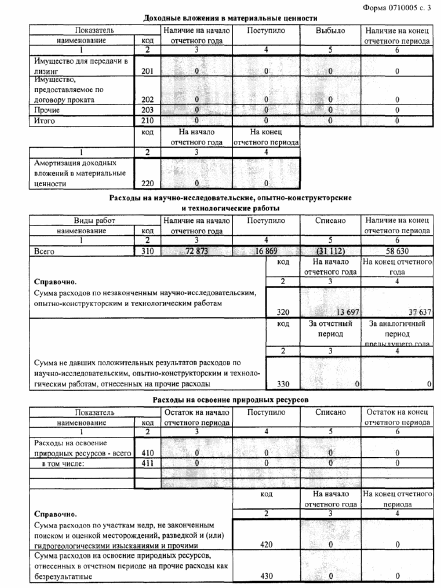 Форма 0710005 с. 3
Доходные вложения в материальные ценности
Показатель Наличие на начало отчетного года Поступило Выбыло Наличие на конец отчетного периода
наименование код
1 2 3 4 5 6
Имущество для передачи в
лизинг 201 0 0 0 0
Имущество,
предоставляемое по
договору проката 202 0 0 0 0
Прочие 203 0 0 0 0
Итого 210 0 0 0 0
код На начало отчетного года На конец отчетного периода
1 2 3 4
Амортизация доходных
вложений в материальные
ценности 220 0 0
Расходы на научно-исследовательские, опытно-конструкторские
и технологические работы
Виды работ Наличие на начало отчетного года Поступило Списано Наличие на конец отчетного периода
наименование код
1 2 3 4 5 6
Всего 310 72 873 16 869 (31 112) 58 630
код На начало отчетного года На конец отчетного года
Справочно. 2 3 4
Сумма расходов по незаконченным научно-исследовательским,
опытно-конструкторским и технологическим работам
320 13 697 37 637
код За отчетный период За аналогичный период предыдущего года
2 3 4
Сумма не давших положительных результатов расходов по
научно-исследовательским, опытно-конструкторским и техноло-
гическим работам, отнесенных на прочие расходы 330 0 0
Расходы на освоение природных ресурсов
Показатель Остаток на начало отчетного периода Поступило Списано Остаток на конец отчетного периода
наименование код
1 2 3 4 5 6
Расходы на освоение
природных ресурсов - всего 410 0 0 0 0
в том числе: 411 0 0 0 0
код На начало отчетного года На конец отчетного периода
Справочно. 2 3 4
Сумма расходов по участкам недр, не законченным
поиском и оценкой месторождений, разведкой и (или)
гидрогеологическими изысканиями и прочими 420 0 0
Сумма расходов на освоение природных ресурсов,
отнесенных в отчетном периоде на прочие расходы как
безрезультатные 430 0 0